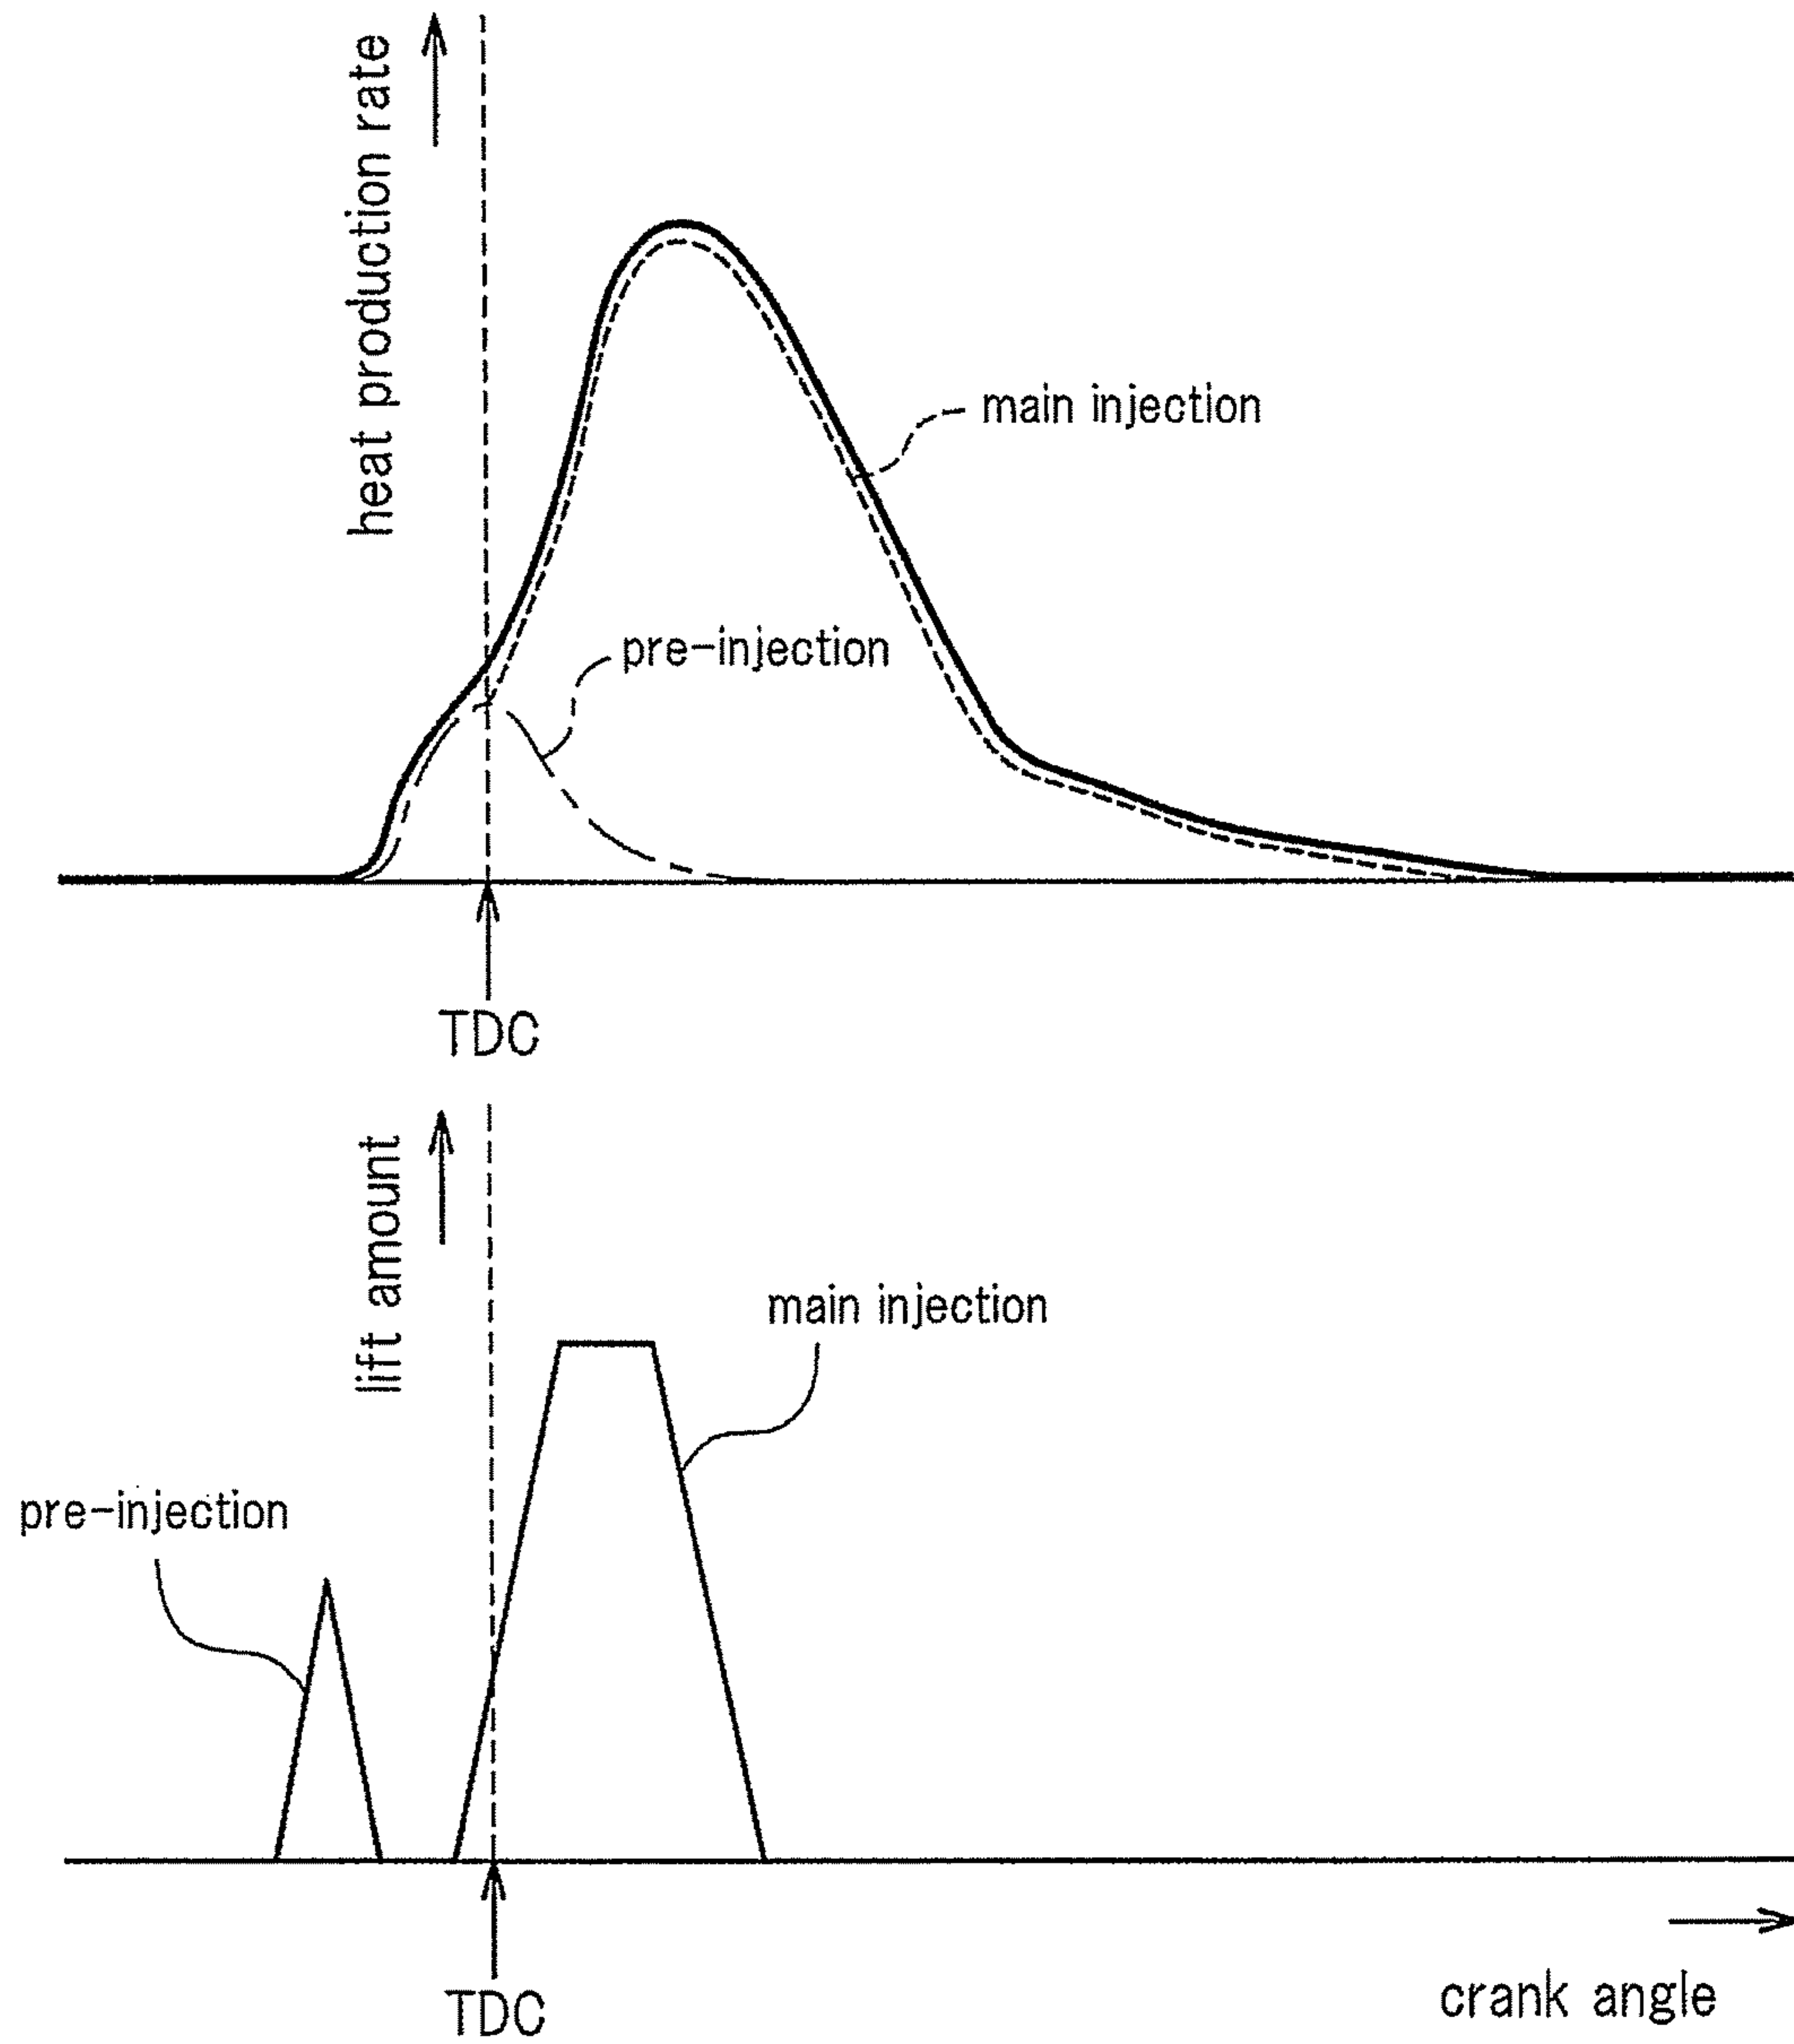 heat production rate
main injection
pre-injection
TDC
lift amount
main injection
pre-injection
TDC
crank angle